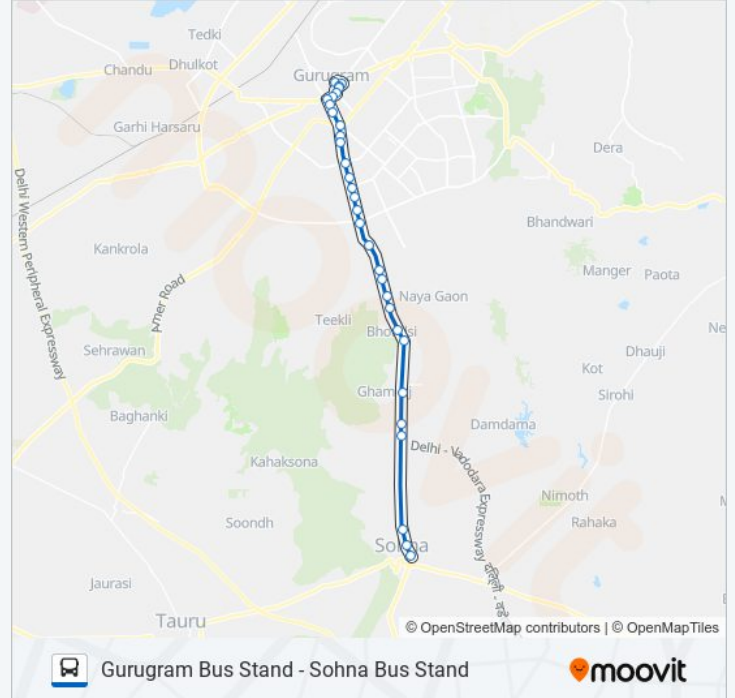 Tedki
Chandu
Dhulkot
Gurugram
Garhi Harsaru
Dera
Delhi Western Peripheral Expressway
Bhandwari
Kankrola
Manger
Paota
Amer Road
Naya Gaon
Teekli
Bhondsi
Sehrawan
Dhauji
Kot
Sirohi
Baghanki
Damdama
Delhi - Vadodara Expressway
Kahaksona
Nimoth
Rahaka
Soondh
Sohna
Jaurasi
Tauru
© OpenStreetMap contributors | © OpenMapTiles
Gurugram Bus Stand - Sohna Bus Stand
moovit